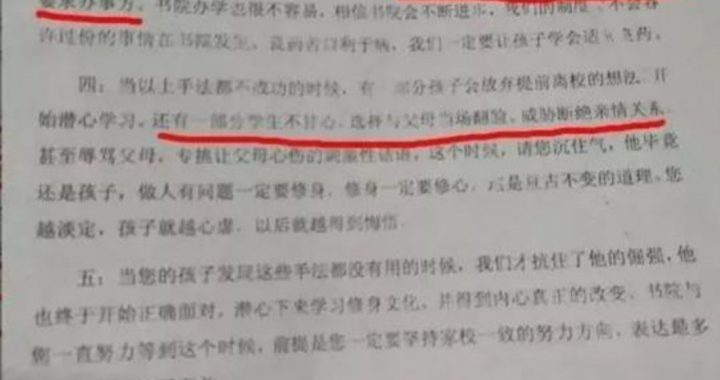 要求办事方。书院办学也很不容易，相信书院会不断进步，我们的制度 不会容
许过份的事情在书院发生，良药苦口利于病，我们一定要让孩子学会 药。
四：当以上手法都不成功的时候，有一部分孩子会放弃提前离校的想法，开
始潜心学习。还有一部分学生不甘心，选择与父母当场翻脸、威胁断绝亲情关系，
甚至辱骂父母，专挑让父母心伤的刺激性话语，这个时候，请您沉住气，他毕竟
还是孩子，做人有问题一定要修身，修身一定要修心，这是亘古不变的道理。您
越淡定，孩子就越心虚，以后就越得到悔悟。
五：当您的孩子发现这些手法都没有用的时候，我们才抗住了他的倔强，他
也终于开始正确面对，潜心下来学习修身文化，并得到内心真正的改变。书院与
您一直努力等到这个时候，前提是您一定要坚持家校一致的努力方向，表达最多